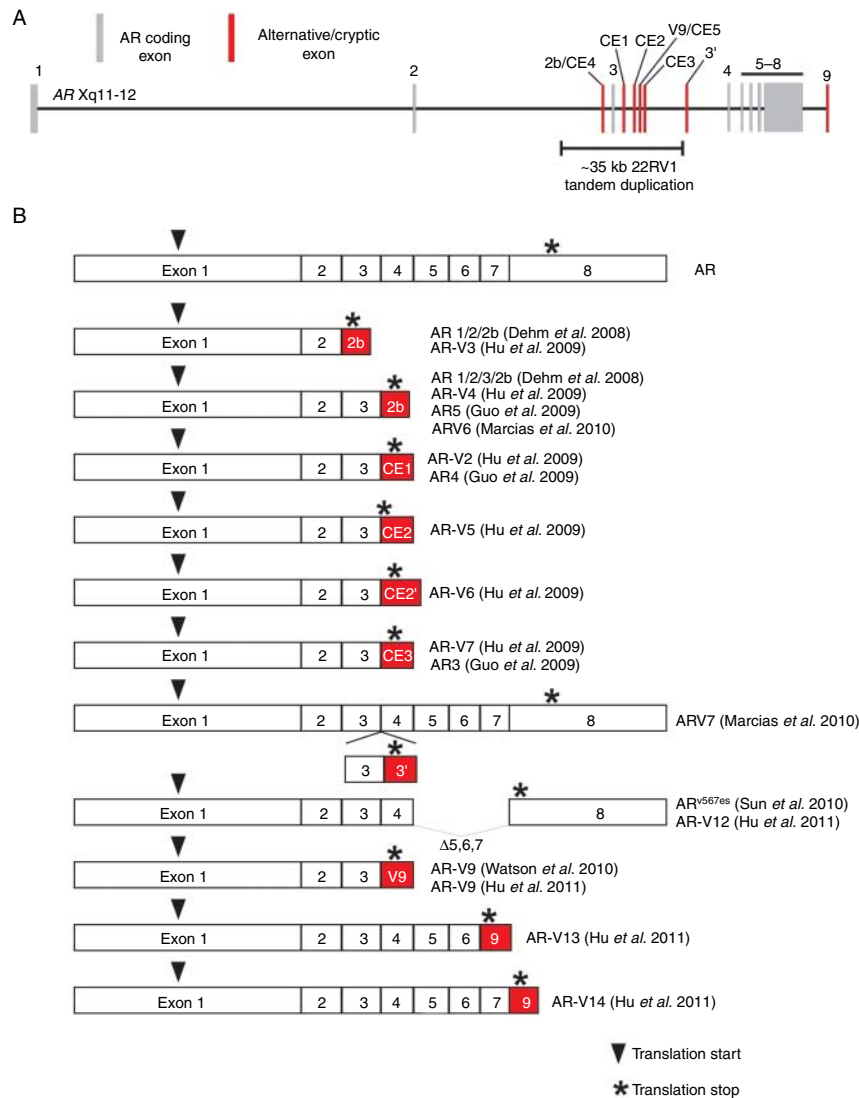 A
AR coding
exon
Alternative/cryptic
exon
V9/CE5
CE1 CE2
2b/CE4 3 CE3 3' 5–8
1 2 4 9
AR Xq11-12
~35 kb 22RV1
tandem duplication
B
Exon 1 2 3 4 5 6 7 * 8 AR
Exon 1 2 * 2b AR 1/2/2b (Dehm et al. 2008)
AR-V3 (Hu et al. 2009)
AR 1/2/3/2b (Dehm et al. 2008)
AR-V4 (Hu et al. 2009)
Exon 1 2 3 * 2b AR5 (Guo et al. 2009)
ARV6 (Marcias et al. 2010)
Exon 1 2 3 * CE1 AR-V2 (Hu et al. 2009)
AR4 (Guo et al. 2009)
Exon 1 2 3 * CE2 AR-V5 (Hu et al. 2009)
Exon 1 2 3 * CE2' AR-V6 (Hu et al. 2009)
Exon 1 2 3 * CE3 AR-V7 (Hu et al. 2009)
AR3 (Guo et al. 2009)
Exon 1 2 3 4 5 6 7 * 8 ARV7 (Marcias et al. 2010)
3 * 3'
Exon 1 2 3 4 * 8 ARv567es (Sun et al. 2010)
AR-V12 (Hu et al. 2011)
Δ5,6,7
Exon 1 2 3 * V9 AR-V9 (Watson et al. 2010)
AR-V9 (Hu et al. 2011)
Exon 1 2 3 4 5 6 * 9 AR-V13 (Hu et al. 2011)
Exon 1 2 3 4 5 6 7 * 9 AR-V14 (Hu et al. 2011)
Translation start
* Translation stop